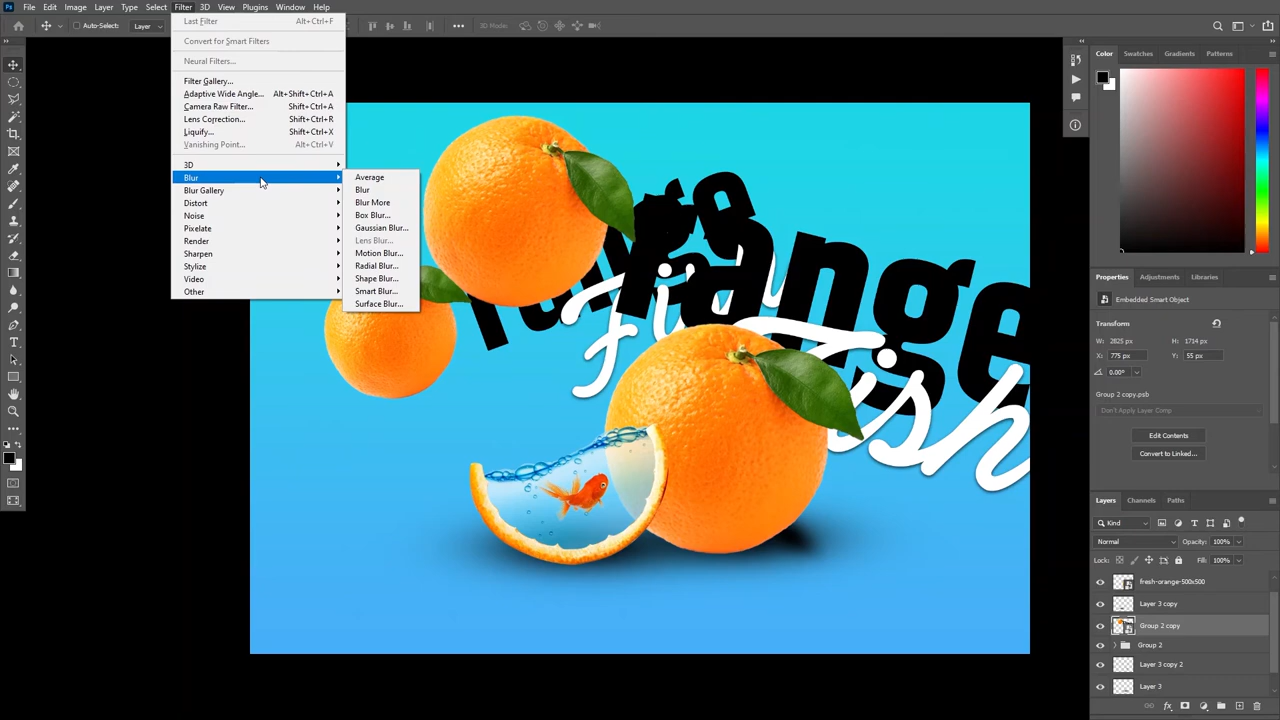 Ps File Edit Image Layer Type Select Filter 3D View Plugins Window Help
Auto-Select: Layer 3D Mode:
Last Filter Alt+Ctrl+F
Convert for Smart Filters
Neural Filters...
Filter Gallery...
Adaptive Wide Angle... Alt+Shift+Ctrl+A
Camera Raw Filter... Shift+Ctrl+A
Lens Correction... Shift+Ctrl+R
Liquify... Shift+Ctrl+X
Vanishing Point... Alt+Ctrl+V
3D
Blur
Blur Gallery
Distort
Noise
Pixelate
Render
Sharpen
Stylize
Video
Other
Average
Blur
Blur More
Box Blur...
Gaussian Blur...
Lens Blur...
Motion Blur...
Radial Blur...
Shape Blur...
Smart Blur...
Surface Blur...
Orange
Fish
Color Swatches Gradients Patterns
Properties Adjustments Libraries
Embedded Smart Object
Transform
W: 2825 px H: 1714 px
X: 775 px Y: 55 px
0.00°
Group 2 copy.psb
Don't Apply Layer Comp
Edit Contents
Convert to Linked...
Layers Channels Paths
Kind
Normal Opacity: 100%
Lock: Fill: 100%
fresh-orange-500x500
Layer 3 copy
Group 2 copy
Group 2
Layer 3 copy 2
Layer 3
fx